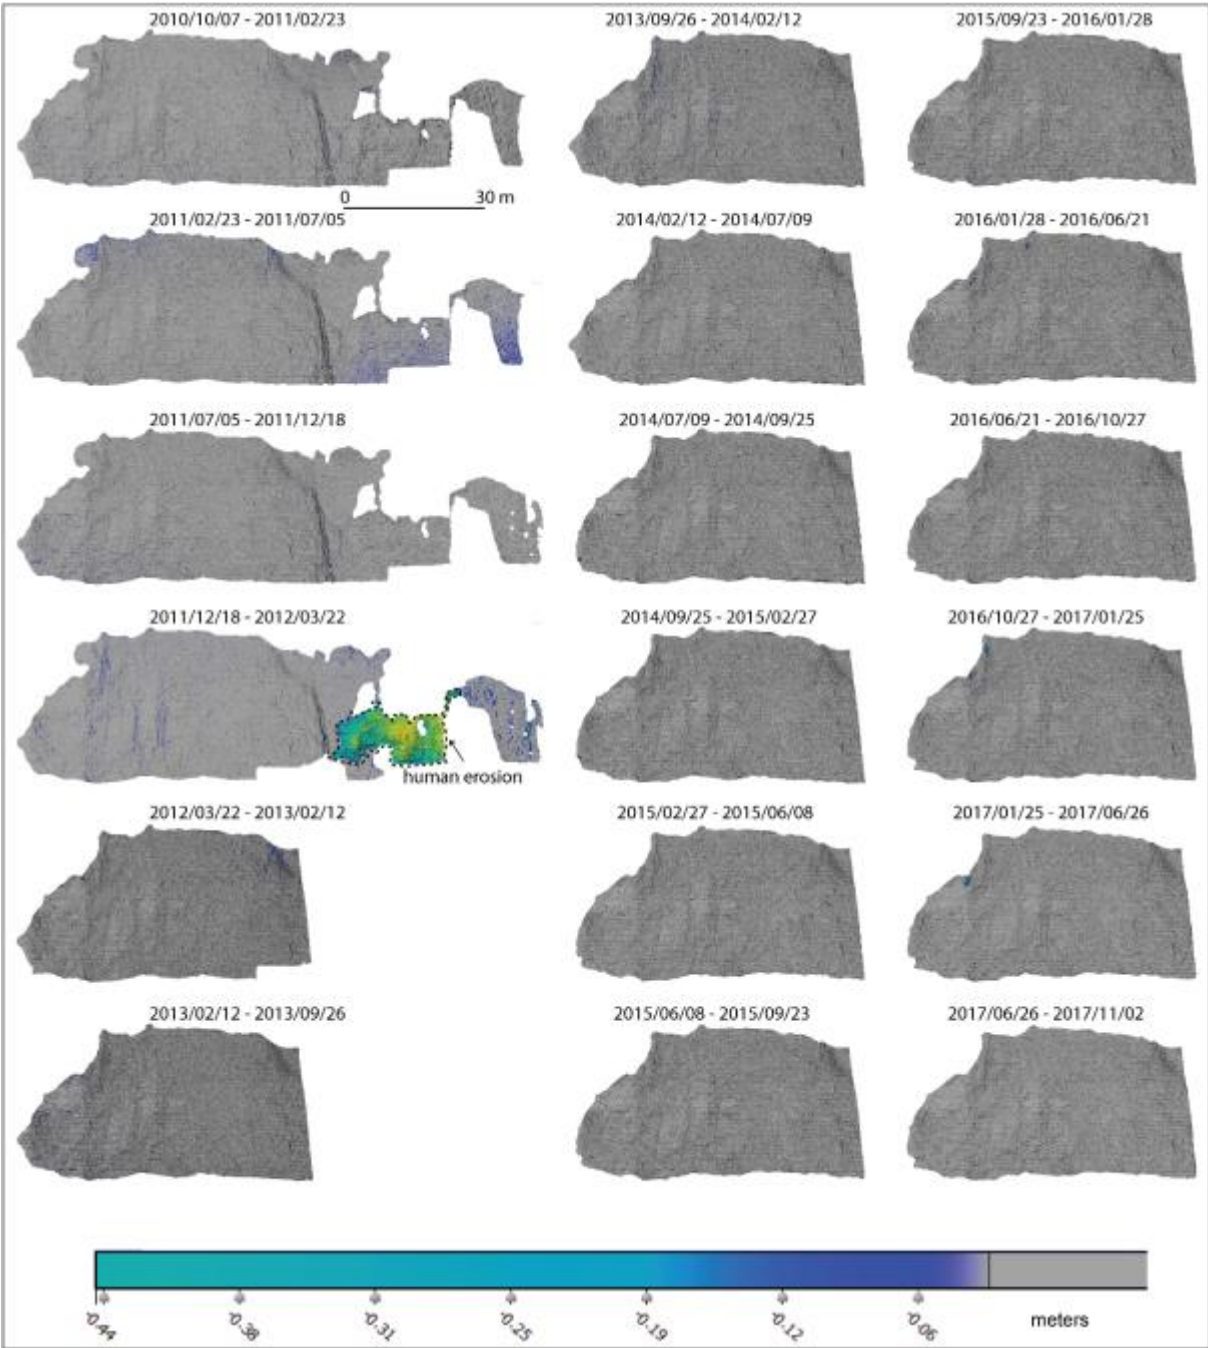 2010/10/07 - 2011/02/23
2013/09/26 - 2014/02/12
2015/09/23 - 2016/01/28
0 30 m
2011/02/23 - 2011/07/05
2014/02/12 - 2014/07/09
2016/01/28 - 2016/06/21
2011/07/05 - 2011/12/18
2014/07/09 - 2014/09/25
2016/06/21 - 2016/10/27
2011/12/18 - 2012/03/22
2014/09/25 - 2015/02/27
2016/10/27 - 2017/01/25
human erosion
2012/03/22 - 2013/02/12
2015/02/27 - 2015/06/08
2017/01/25 - 2017/06/26
2013/02/12 - 2013/09/26
2015/06/08 - 2015/09/23
2017/06/26 - 2017/11/02
-0.44 -0.38 -0.31 -0.25 -0.19 -0.12 -0.06 meters